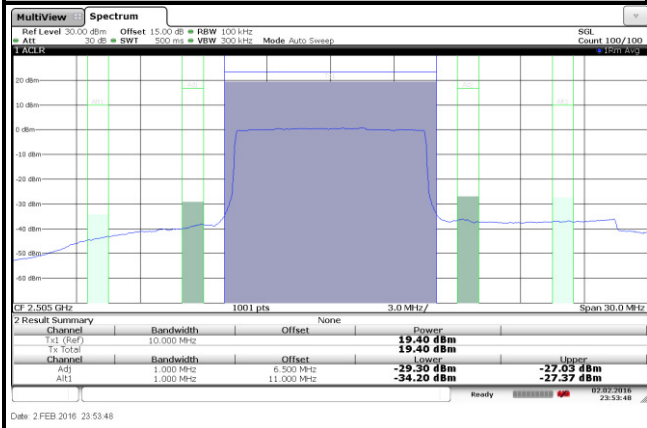 MultiView Spectrum
Ref Level 30.00 dBm Offset 15.00 dB RBW 100 kHz SGL
Att 30 dB SWT 500 ms VBW 300 kHz Mode Auto Sweep Count 100/100
1 ACLR 1Rm Avg
20 dBm
10 dBm
0 dBm
-10 dBm
-20 dBm
-30 dBm
-40 dBm
-50 dBm
-60 dBm
CF 2.505 GHz 1001 pts 3.0 MHz/ Span 30.0 MHz
2 Result Summary None
Channel Bandwidth Offset Power
Tx1 (Ref) 10.000 MHz 19.40 dBm
Tx Total 19.40 dBm
Channel Bandwidth Offset Lower Upper
Adj 1.000 MHz 6.500 MHz -29.30 dBm -27.03 dBm
Alt1 1.000 MHz 11.000 MHz -34.20 dBm -27.37 dBm
Ready 02.02.2016
23:53:48
Date: 2.FEB.2016 23:53:48